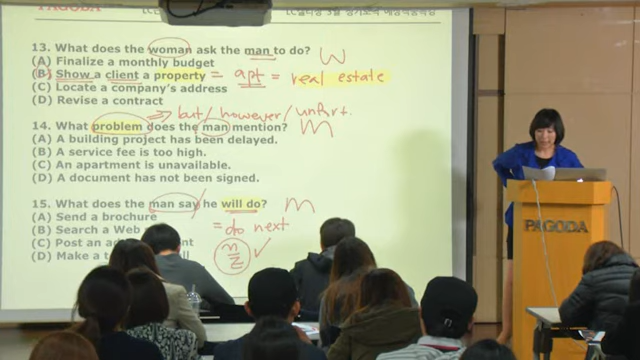 PAGODA
13. What does the woman ask the man to do? W
(A) Finalize a monthly budget
(B) Show a client a property = apt = real estate
(C) Locate a company's address
(D) Revise a contract
but / however / unfort.
14. What problem does the man mention? M
(A) A building project has been delayed.
(B) A service fee is too high.
(C) An apartment is unavailable.
(D) A document has not been signed.
15. What does the man say he will do? M
(A) Send a brochure
= do next
(B) Search a Web
(C) Post an
(D) Make a
PAGODA